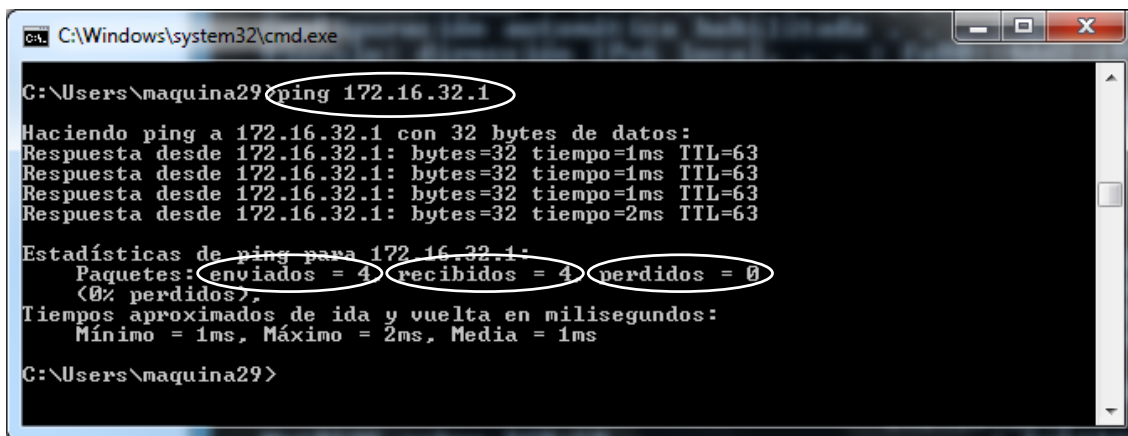 C:\Windows\system32\cmd.exe
C:\Users\maquina29>ping 172.16.32.1
Haciendo ping a 172.16.32.1 con 32 bytes de datos:
Respuesta desde 172.16.32.1: bytes=32 tiempo=1ms TTL=63
Respuesta desde 172.16.32.1: bytes=32 tiempo=1ms TTL=63
Respuesta desde 172.16.32.1: bytes=32 tiempo=1ms TTL=63
Respuesta desde 172.16.32.1: bytes=32 tiempo=2ms TTL=63
Estadísticas de ping para 172.16.32.1:
Paquetes: enviados = 4, recibidos = 4, perdidos = 0
(0% perdidos),
Tiempos aproximados de ida y vuelta en milisegundos:
Mínimo = 1ms, Máximo = 2ms, Media = 1ms
C:\Users\maquina29>